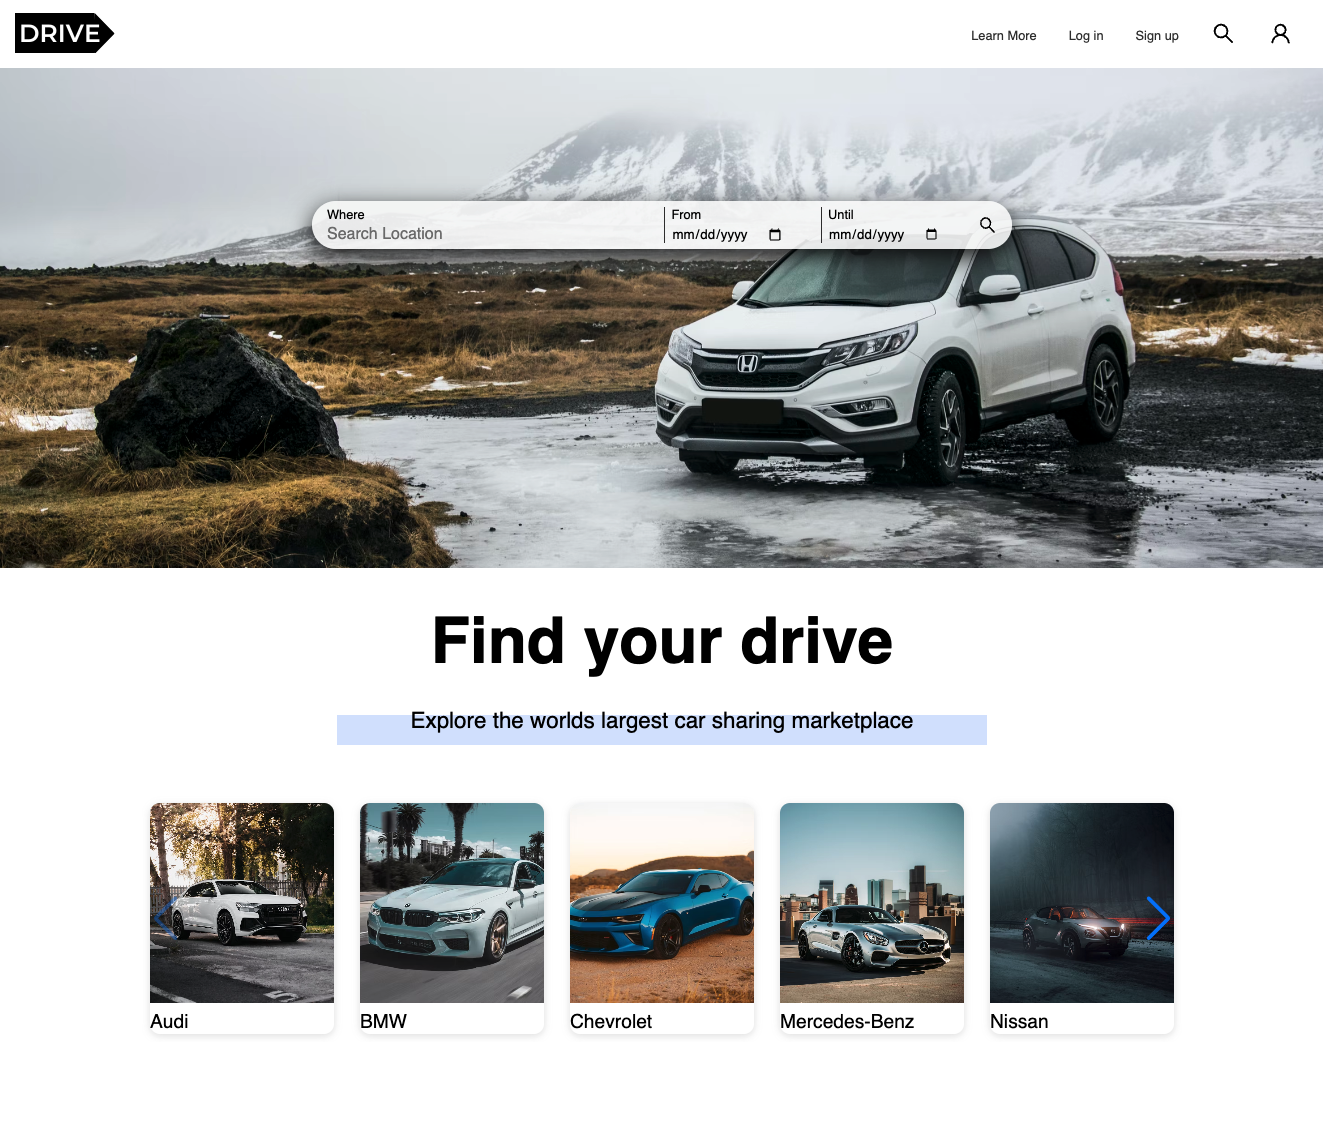 DRIVE
Learn More
Log in
Sign up
Where
From
Until
Search Location
mm/dd/yyyy
mm/dd/yyyy
Find your drive
Explore the worlds largest car sharing marketplace
Audi
BMW
Chevrolet
Mercedes-Benz
Nissan